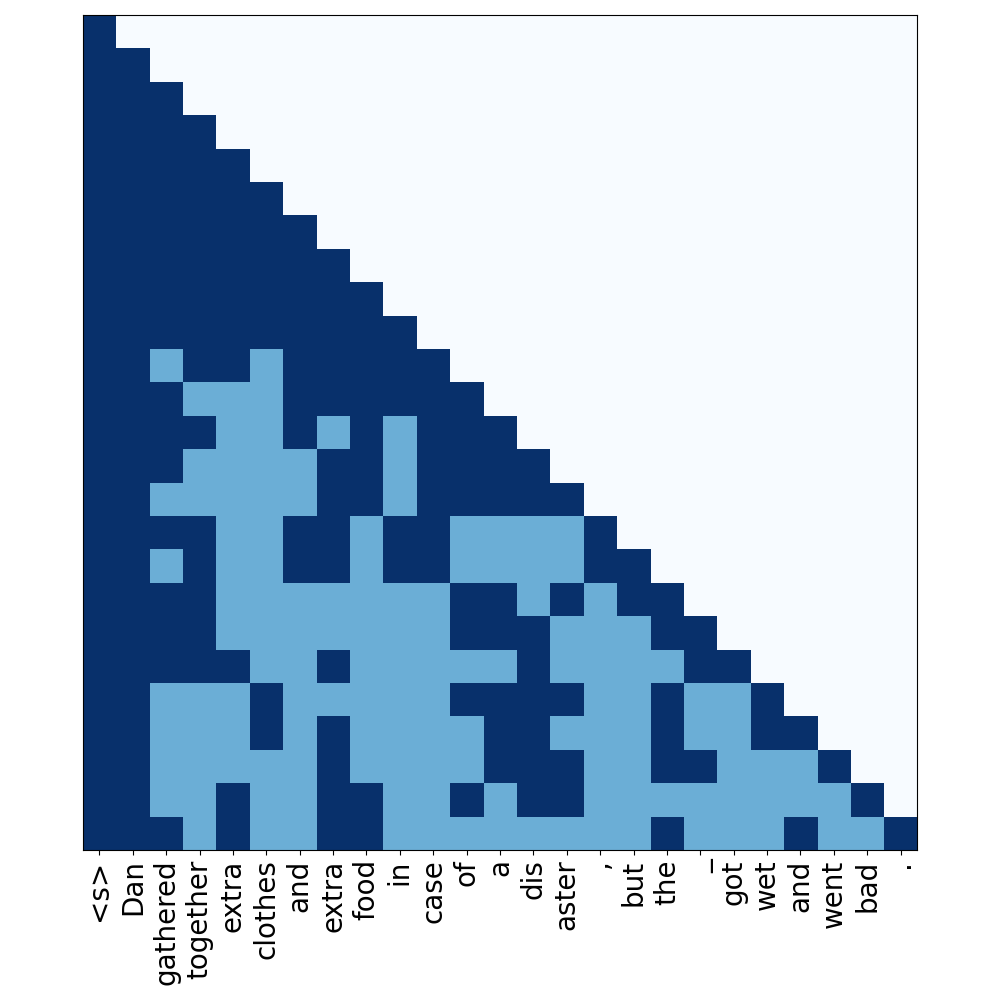 <s> Dan gathered together extra clothes and extra food in case of a dis aster , but the _ got wet and went bad .